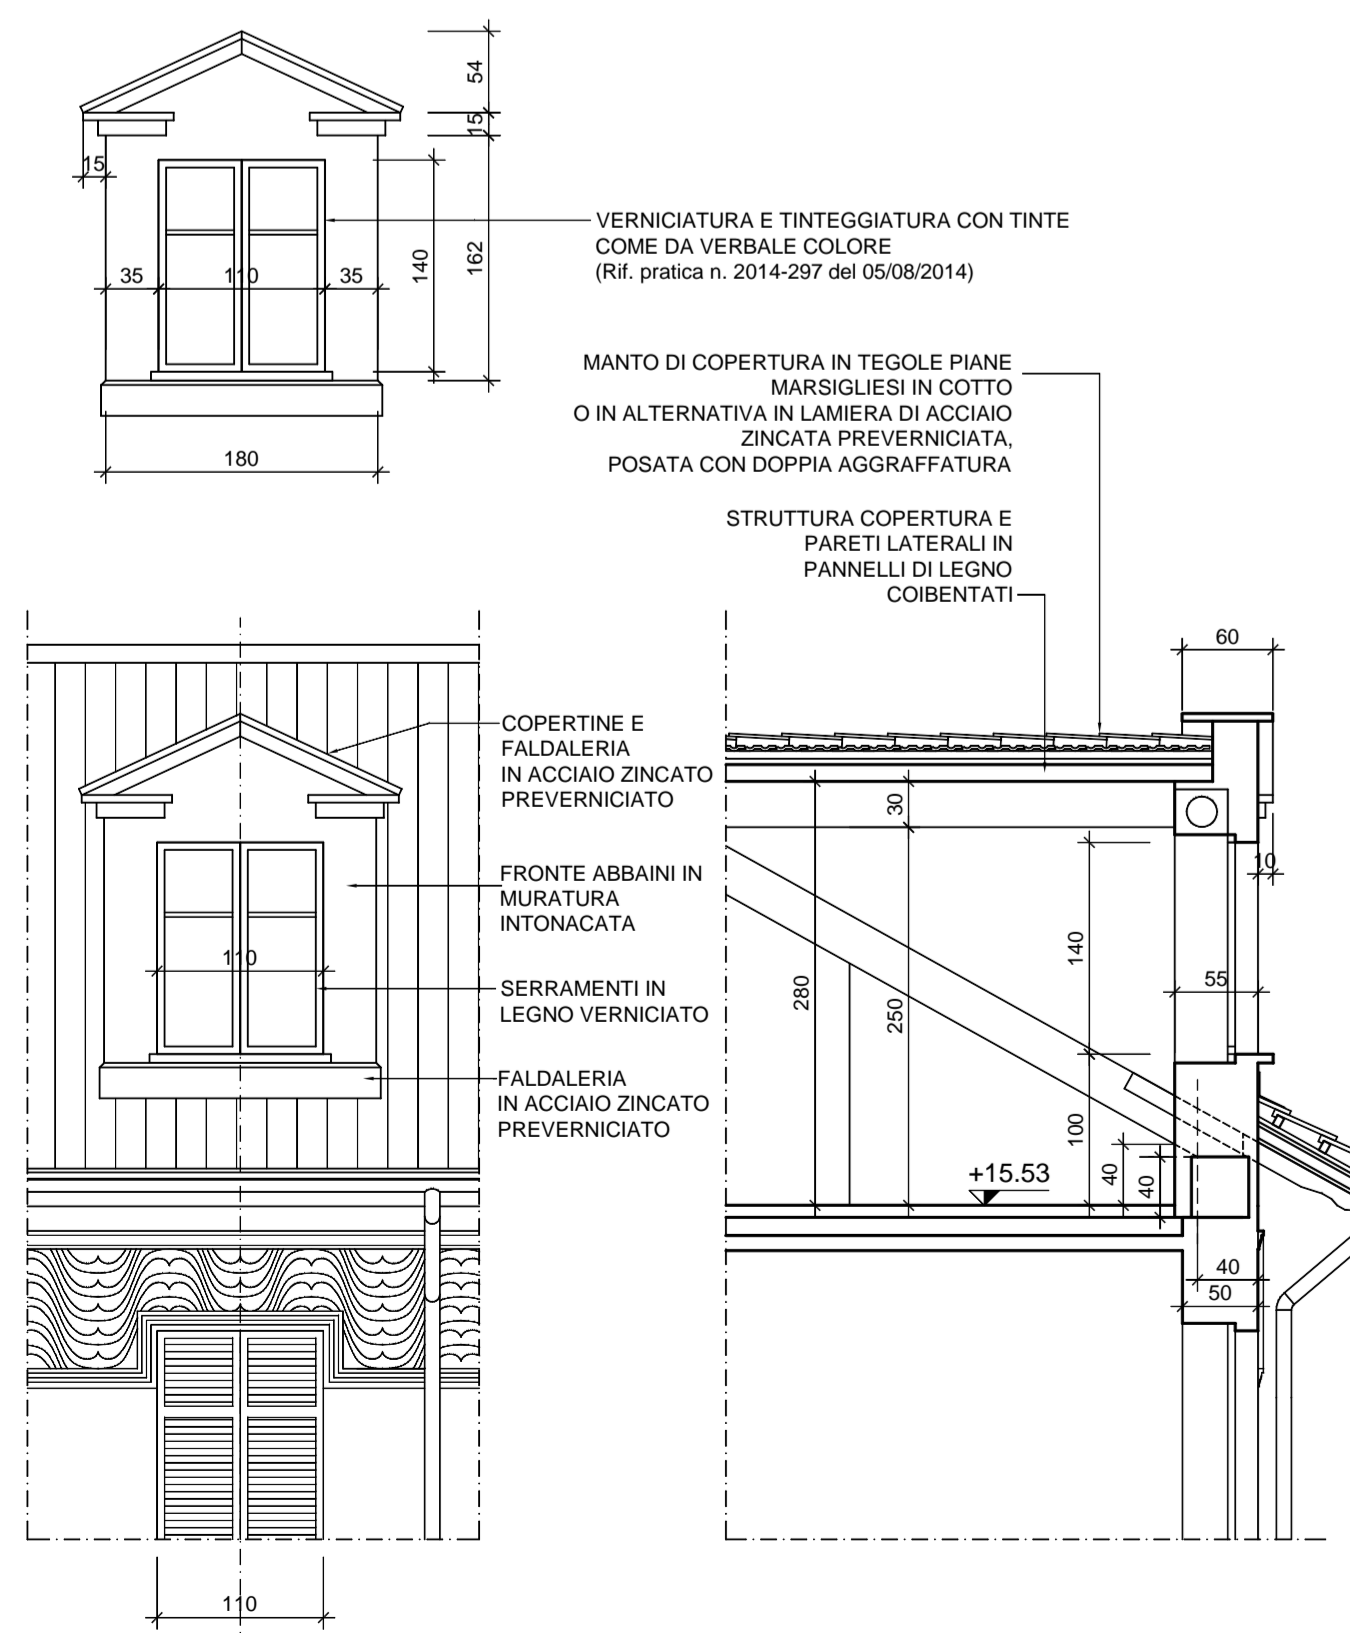 54
15
15
35
110
35
140
162
180
VERNICIATURA E TINTEGGIATURA CON TINTE
COME DA VERBALE COLORE
(Rif. pratica n. 2014-297 del 05/08/2014)
MANTO DI COPERTURA IN TEGOLE PIANE
MARSIGLIESI IN COTTO
O IN ALTERNATIVA IN LAMIERA DI ACCIAIO
ZINCATA PREVERNICIATA,
POSATA CON DOPPIA AGGRAFFATURA
STRUTTURA COPERTURA E
PARETI LATERALI IN
PANNELLI DI LEGNO
COIBENTATI
COPERTINE E
FALDALERIA
IN ACCIAIO ZINCATO
PREVERNICIATO
FRONTE ABBAINI IN
MURATURA
INTONACATA
110
SERRAMENTI IN
LEGNO VERNICIATO
FALDALERIA
IN ACCIAIO ZINCATO
PREVERNICIATO
110
60
30
10
140
55
280
250
100
40
40
+15.53
40
50